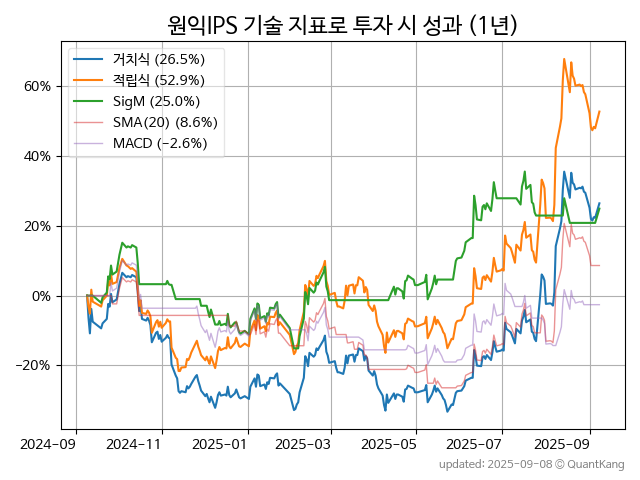 원익IPS 기술 지표로 투자 시 성과 (1년)
거치식 (26.5%)
적립식 (52.9%)
SigM (25.0%)
SMA(20) (8.6%)
MACD (−2.6%)
60%
40%
20%
0%
−20%
2024-09 2024-11 2025-01 2025-03 2025-05 2025-07 2025-09
updated: 2025-09-08 © QuantKang